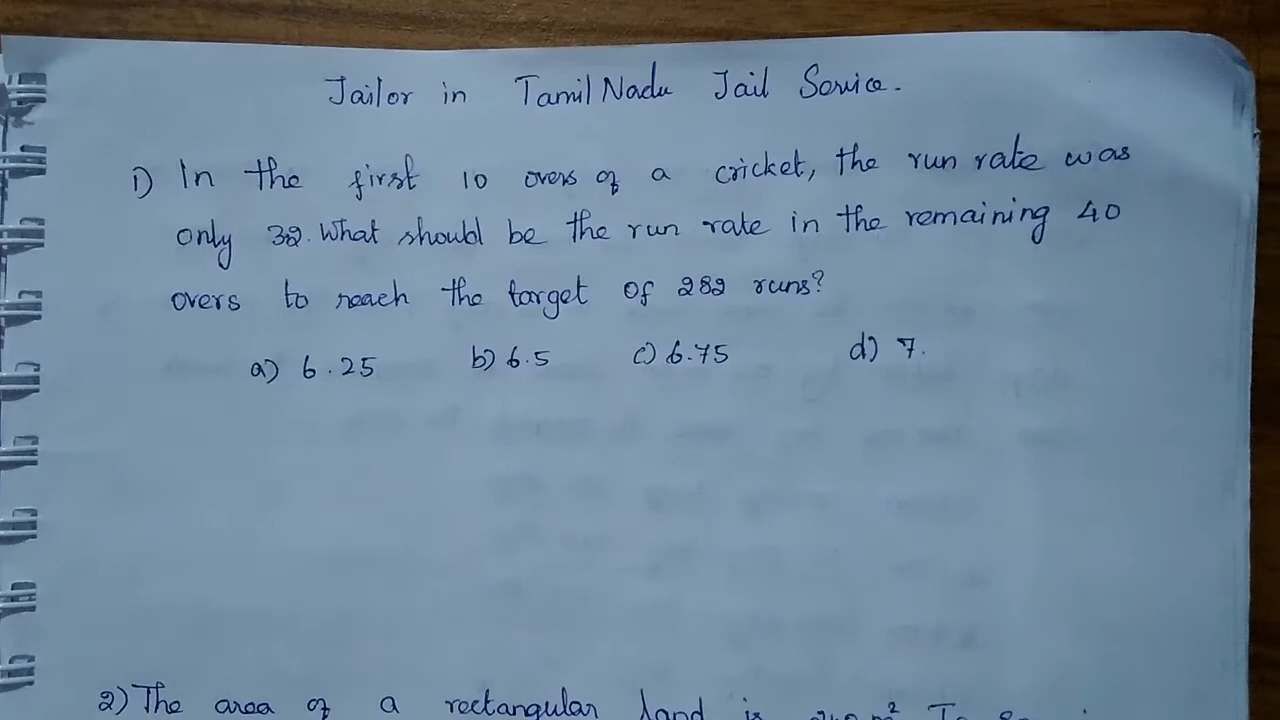 Jailor in Tamil Nadu Jail Service.
1) In the first 10 overs of a cricket, the run rate was
only 32. What should be the run rate in the remaining 40
overs to reach the target of 282 runs?
a) 6.25 b) 6.5 c) 6.75 d) 7.
2) The area of a rectangular land is m²